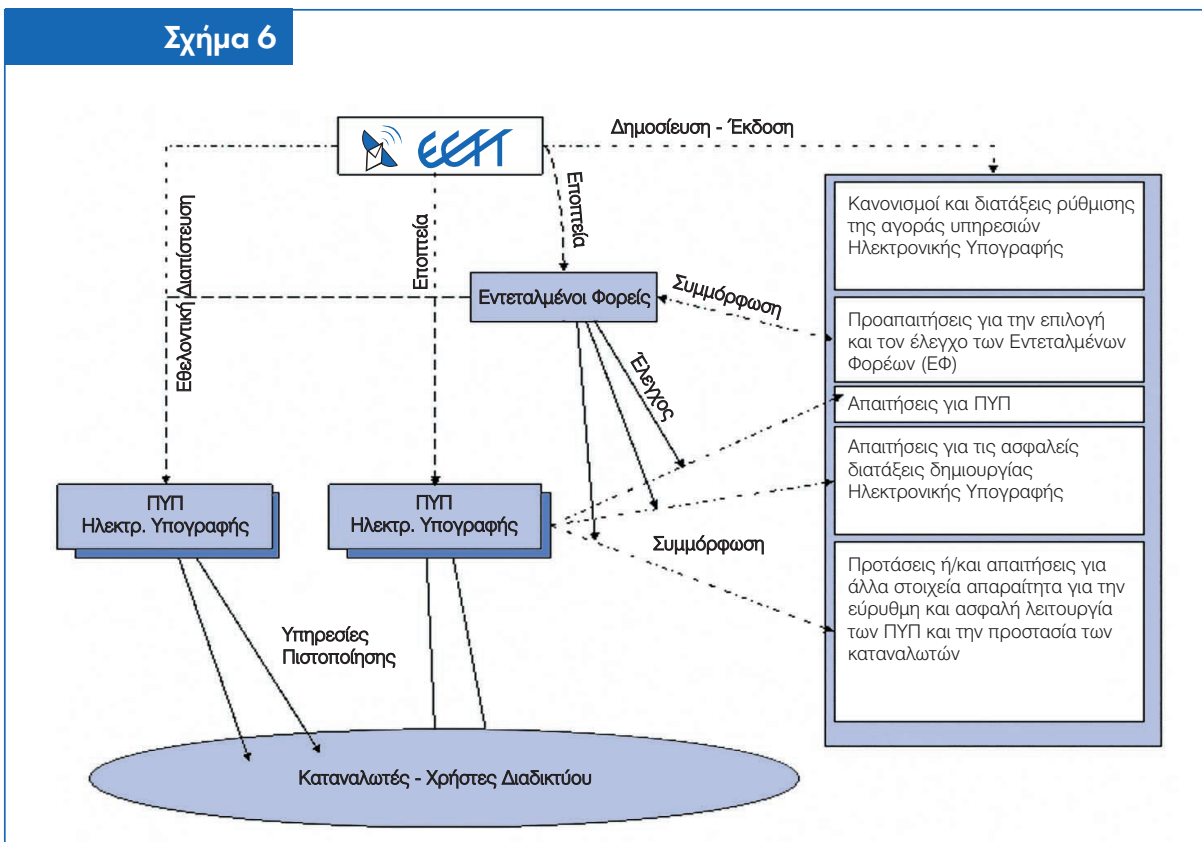 Σχήμα 6
ΕΕΤΤ
Δημοσίευση - Έκδοση
Εποπτεία
Εποπτεία
Εθελοντική Διαπίστευση
Εντεταλμένοι Φορείς
Συμμόρφωση
Έλεγχος
Κανονισμοί και διατάξεις ρύθμισης
της αγοράς υπηρεσιών
Ηλεκτρονικής Υπογραφής
Προαπαιτήσεις για την επιλογή
και τον έλεγχο των Εντεταλμένων
Φορέων (ΕΦ)
Απαιτήσεις για ΠΥΠ
Απαιτήσεις για τις ασφαλείς
διατάξεις δημιουργίας
Ηλεκτρονικής Υπογραφής
Προτάσεις ή/και απαιτήσεις για
άλλα στοιχεία απαραίτητα για την
εύρυθμη και ασφαλή λειτουργία
των ΠΥΠ και την προστασία των
καταναλωτών
ΠΥΠ
Ηλεκτρ. Υπογραφής
ΠΥΠ
Ηλεκτρ. Υπογραφής
Συμμόρφωση
Υπηρεσίες
Πιστοποίησης
Καταναλωτές - Χρήστες Διαδικτύου